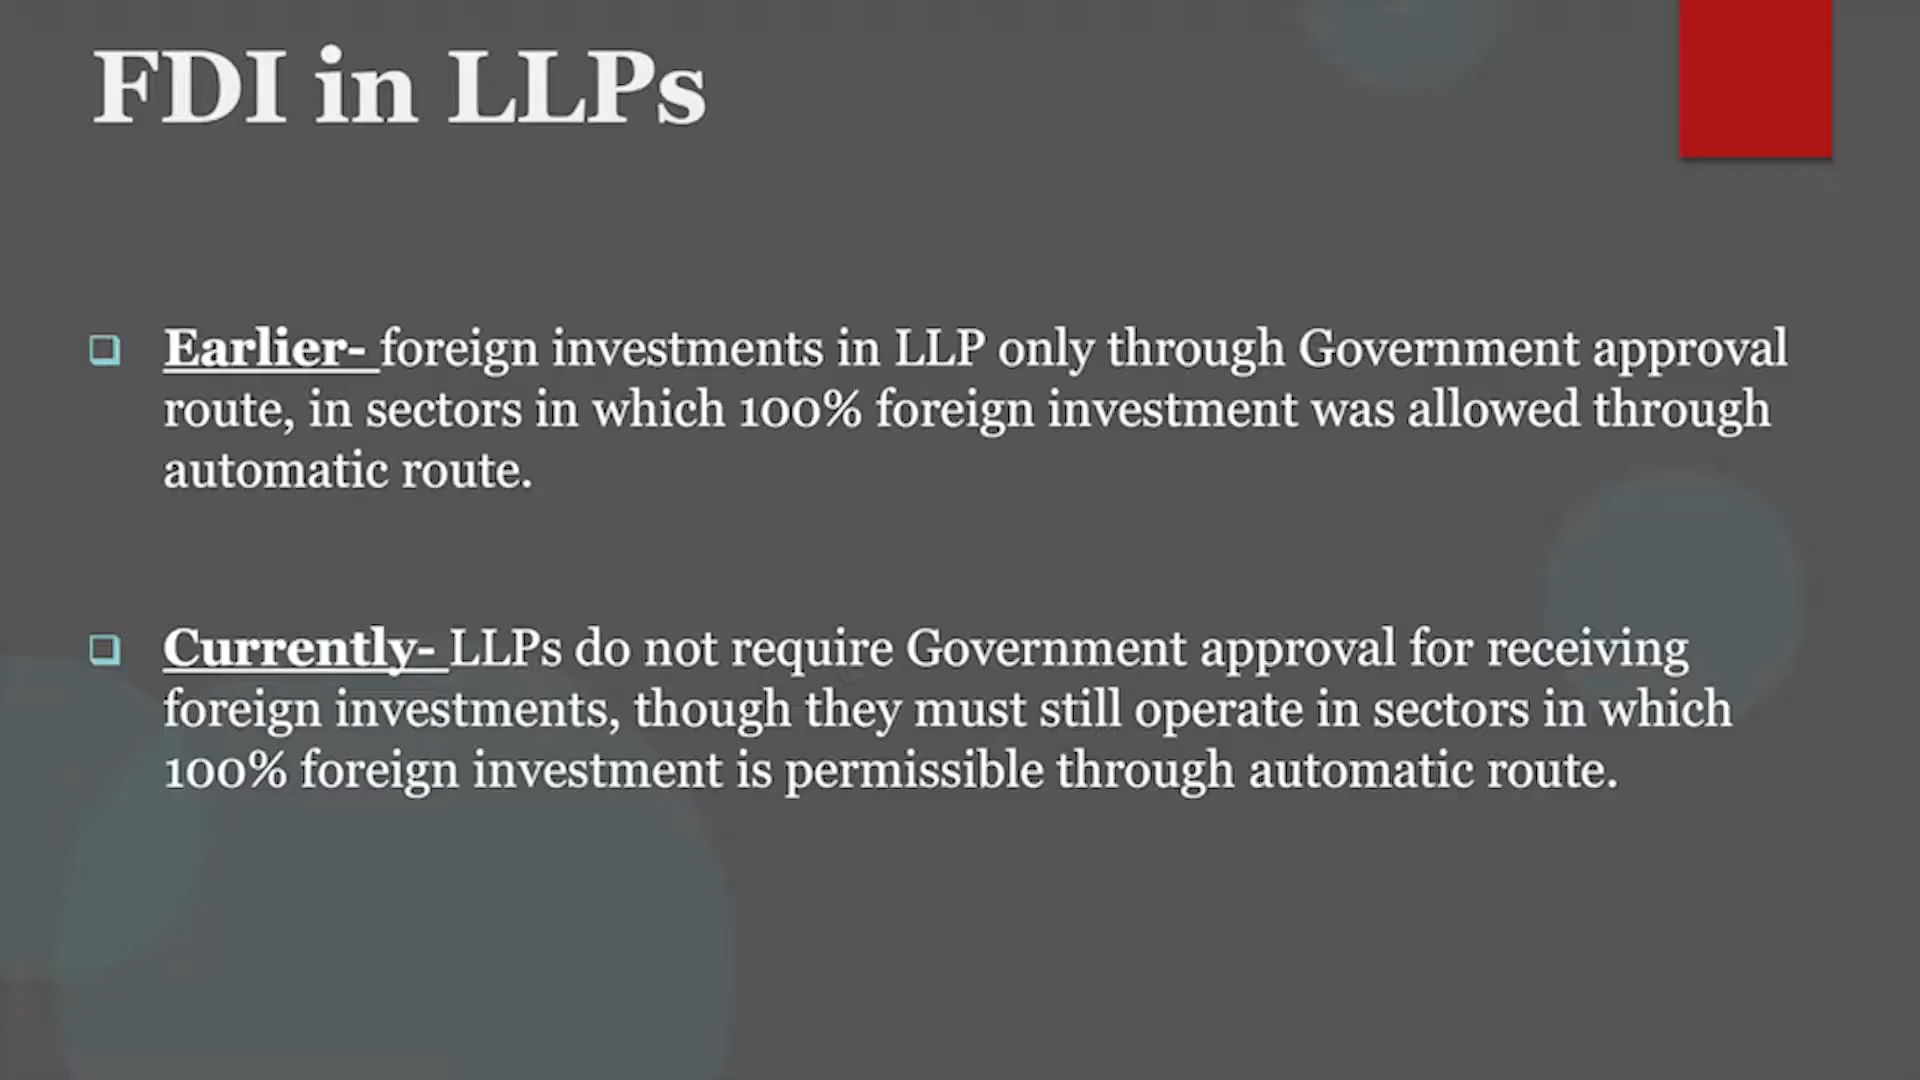 FDI in LLPs
Earlier- foreign investments in LLP only through Government approval
route, in sectors in which 100% foreign investment was allowed through
automatic route.
Currently- LLPs do not require Government approval for receiving
foreign investments, though they must still operate in sectors in which
100% foreign investment is permissible through automatic route.